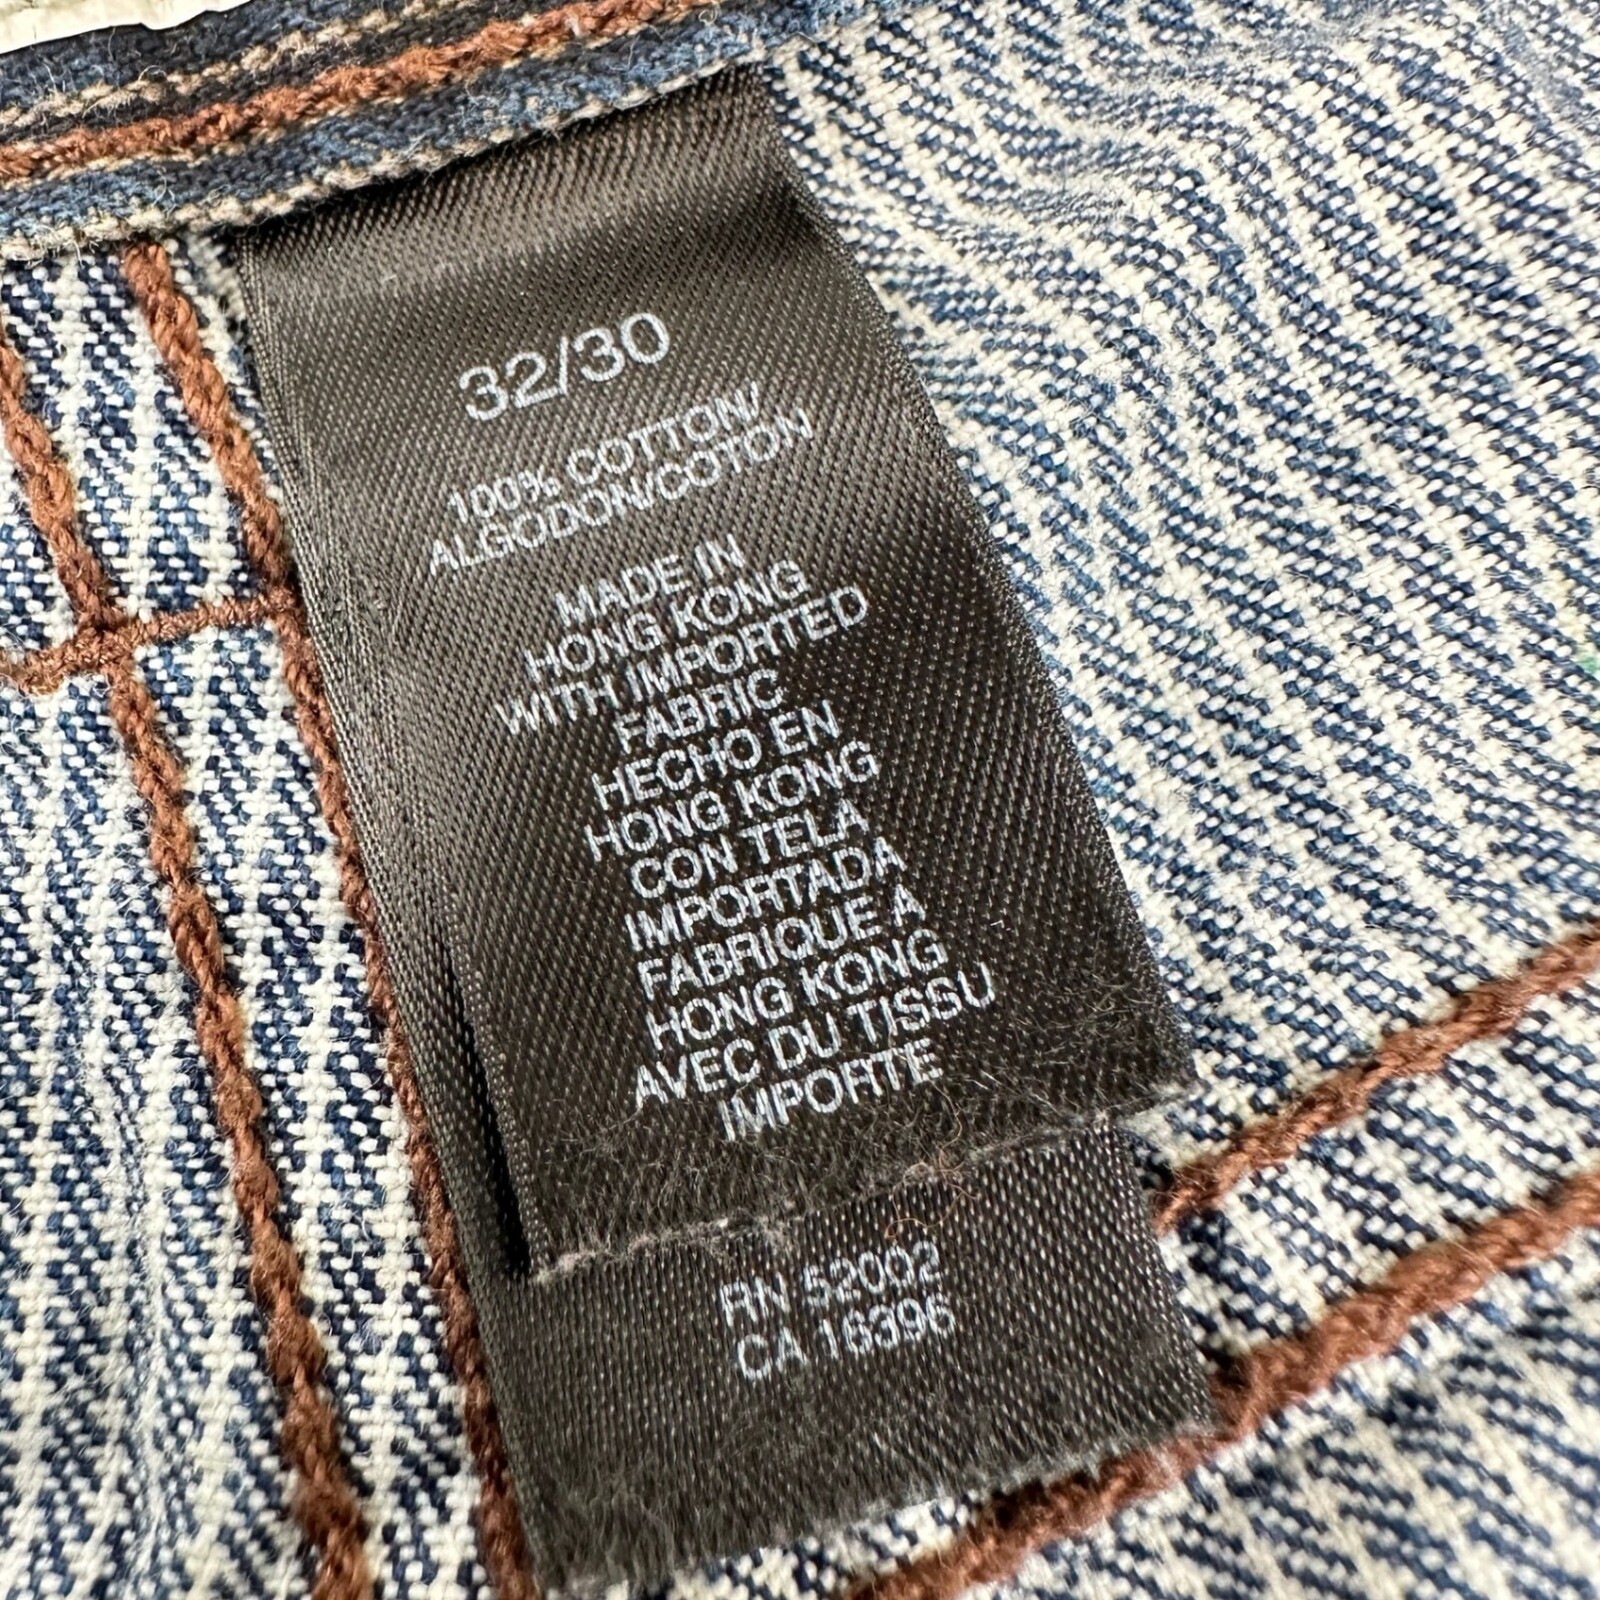 32/30
100% COTTON/
ALGODON/COTON
MADE IN
HONG KONG
WITH IMPORTED
FABRIC
HECHO EN
HONG KONG
CON TELA
IMPORTADA
FABRIQUE A
HONG KONG
AVEC DU TISSU
IMPORTE
RN 52002
CA 16396